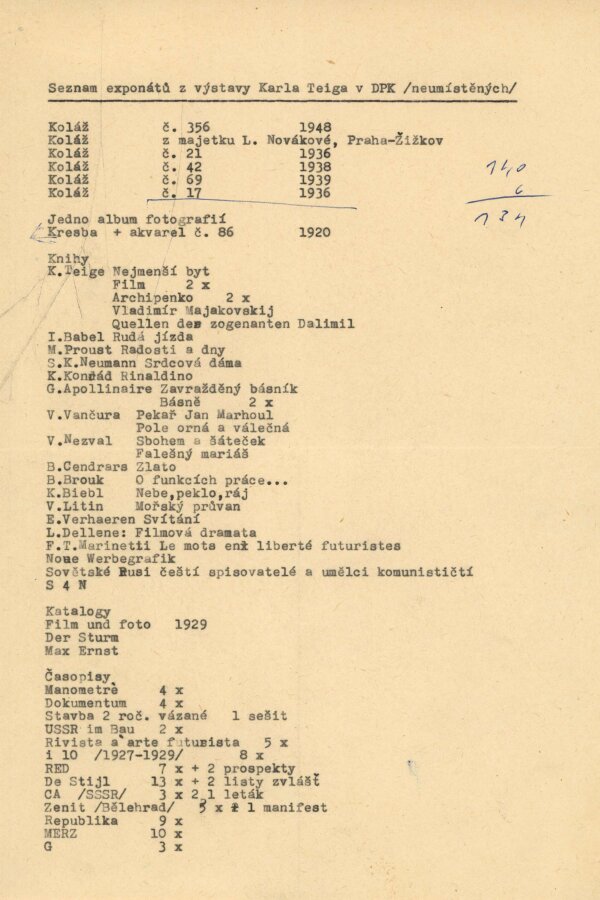 Seznam exponátů z výstavy Karla Teiga v DPK /neumístěných/
Koláž č. 356 1948
Koláž z majetku L. Novákové, Praha-Žižkov
Koláž č. 21 1936
Koláž č. 42 1938
Koláž č. 69 1939
Koláž č. 17 1936
140
6
134
Jedno album fotografií
Kresba + akvarel č. 86 1920
Knihy
K.Teige Nejmenší byt
Film 2 x
Archipenko 2 x
Vladimír Majakovskij
Quellen des zogenanten Dalimil
I.Babel Rudá jízda
M.Proust Radosti a dny
S.K.Neumann Srdcová dáma
K.Konrád Rinaldino
G.Apollinaire Zavražděný básník
Básně 2 x
V.Vančura Pekař Jan Marhoul
Pole orná a válečná
V.Nezval Sbohem a šáteček
Falešný mariáš
B.Cendrars Zlato
B.Brouk O funkcích práce...
K.Biebl Nebe,peklo,ráj
V.Litin Mořský průvan
E.Verhaeren Svítání
L.Dellene: Filmová dramata
F.T.Marinetii Le mots en liberté futuristes
Noue Werbegrafik
Sovětské Rusi čeští spisovatelé a umělci komunističtí
S 4 N
Katalogy
Film und foto 1929
Der Sturm
Max Ernst
Časopisy
Manometrè 4 x
Dokumentum 4 x
Stavba 2 roč. vázané 1 sešit
USSR im Bau 2 x
Rivista a'arte futurista 5 x
i 10 /1927-1929/ 8 x
RED 7 x + 2 prospekty
De Stijl 13 x + 2 listy zvlášť
CA /SSSR/ 3 x 2 1 leták
Zenit /Bělehrad/ 5 x + 1 manifest
Republika 9 x
MERZ 10 x
G 3 x